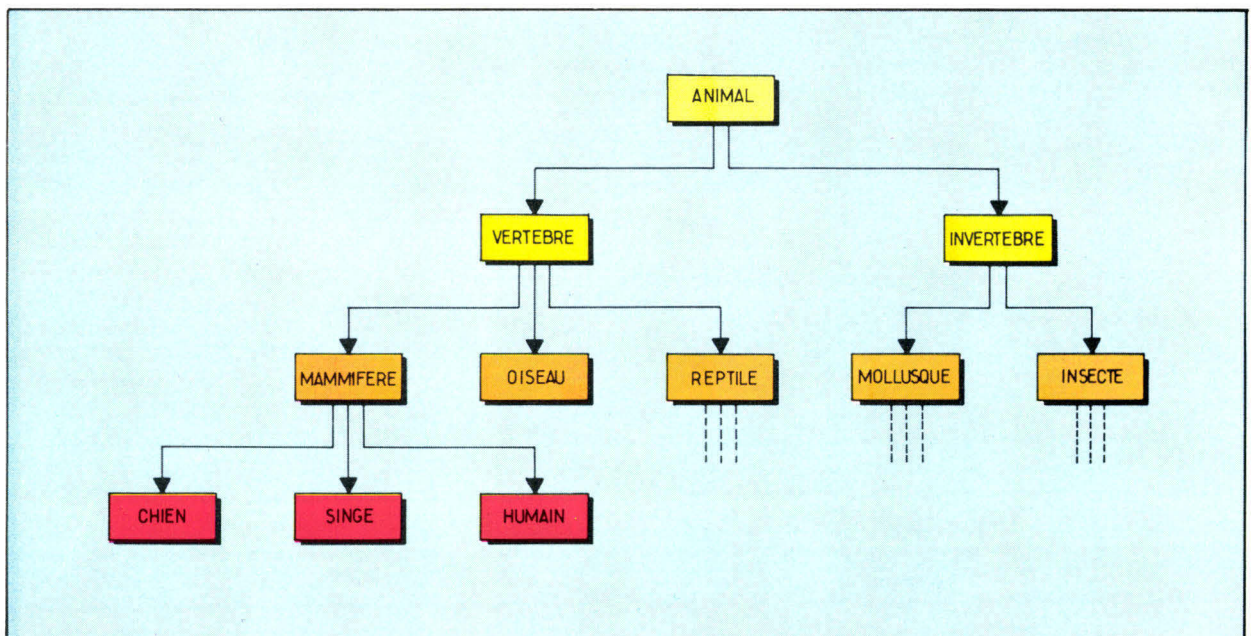 ANIMAL
VERTEBRE
INVERTEBRE
MAMMIFERE
OISEAU
REPTILE
MOLLUSQUE
INSECTE
CHIEN
SINGE
HUMAIN